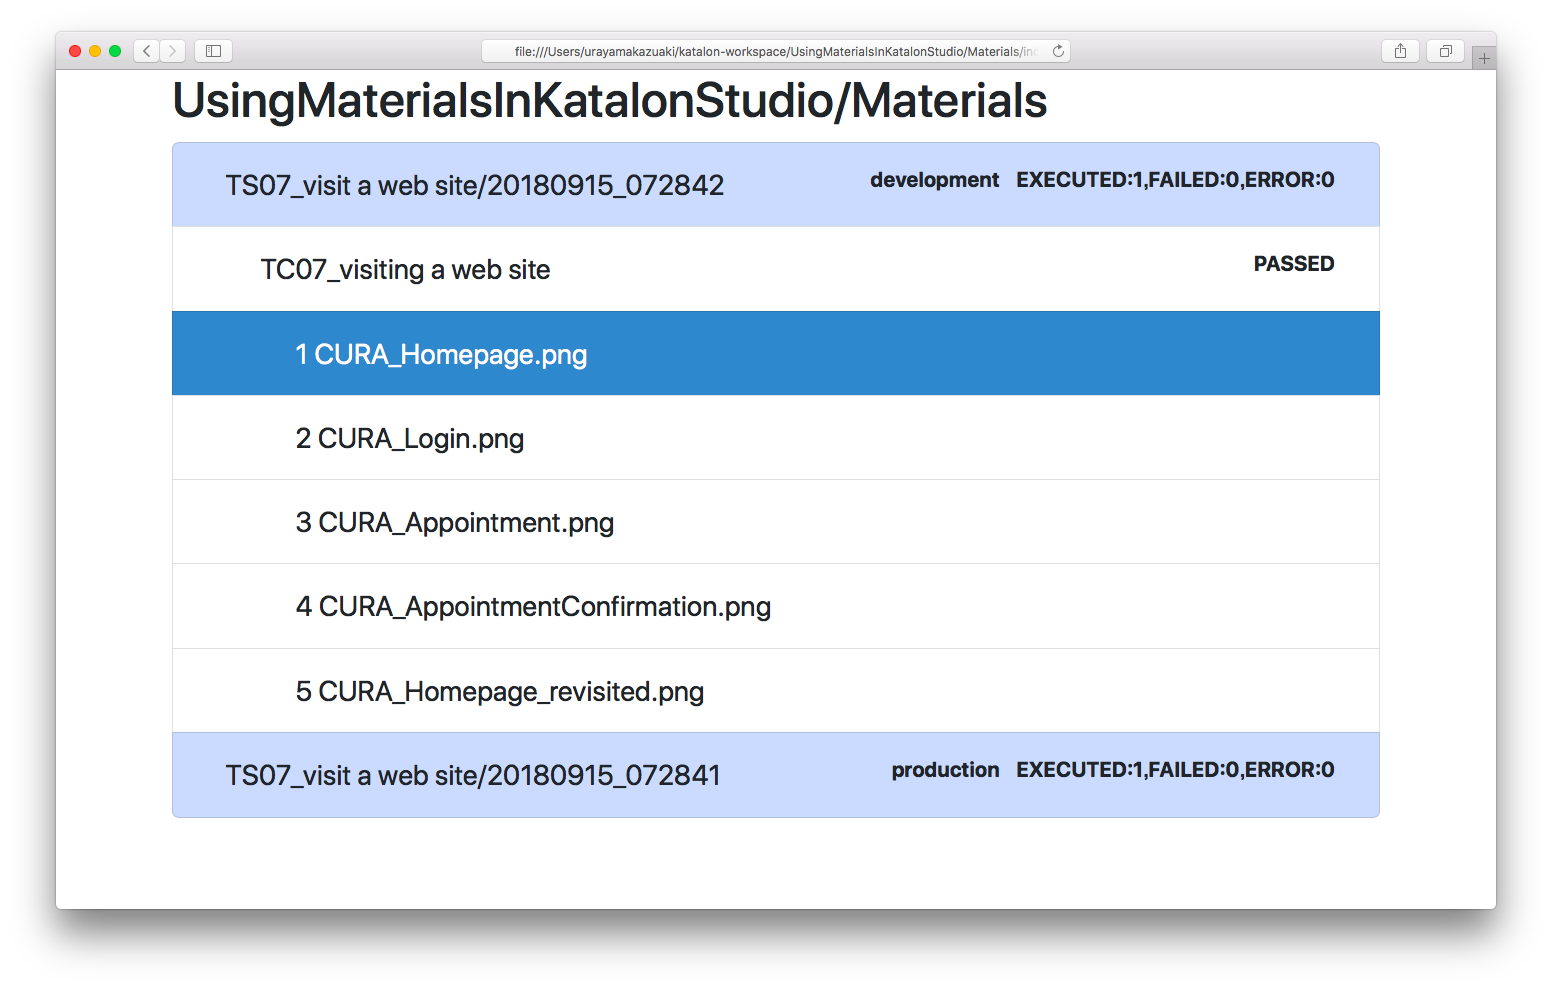 file:///Users/urayamakazuaki/katalon-workspace/UsingMaterialsInKatalonStudio/Materials/in
UsingMaterialsInKatalonStudio/Materials
TS07_visit a web site/20180915_072842 development EXECUTED:1,FAILED:0,ERROR:0
TC07_visiting a web site PASSED
1 CURA_Homepage.png
2 CURA_Login.png
3 CURA_Appointment.png
4 CURA_AppointmentConfirmation.png
5 CURA_Homepage_revisited.png
TS07_visit a web site/20180915_072841 production EXECUTED:1,FAILED:0,ERROR:0